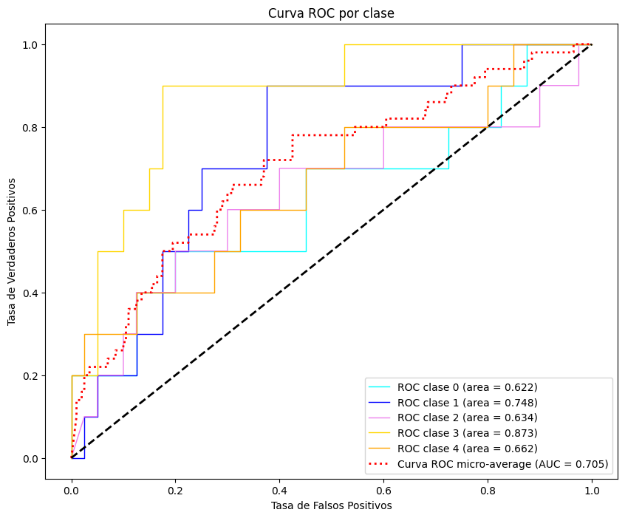 Curva ROC por clase
Tasa de Verdaderos Positivos
1.0
0.8
0.6
0.4
0.2
0.0
ROC clase 0 (area = 0.622)
ROC clase 1 (area = 0.748)
ROC clase 2 (area = 0.634)
ROC clase 3 (area = 0.873)
ROC clase 4 (area = 0.662)
Curva ROC micro-average (AUC = 0.705)
0.0 0.2 0.4 0.6 0.8 1.0
Tasa de Falsos Positivos